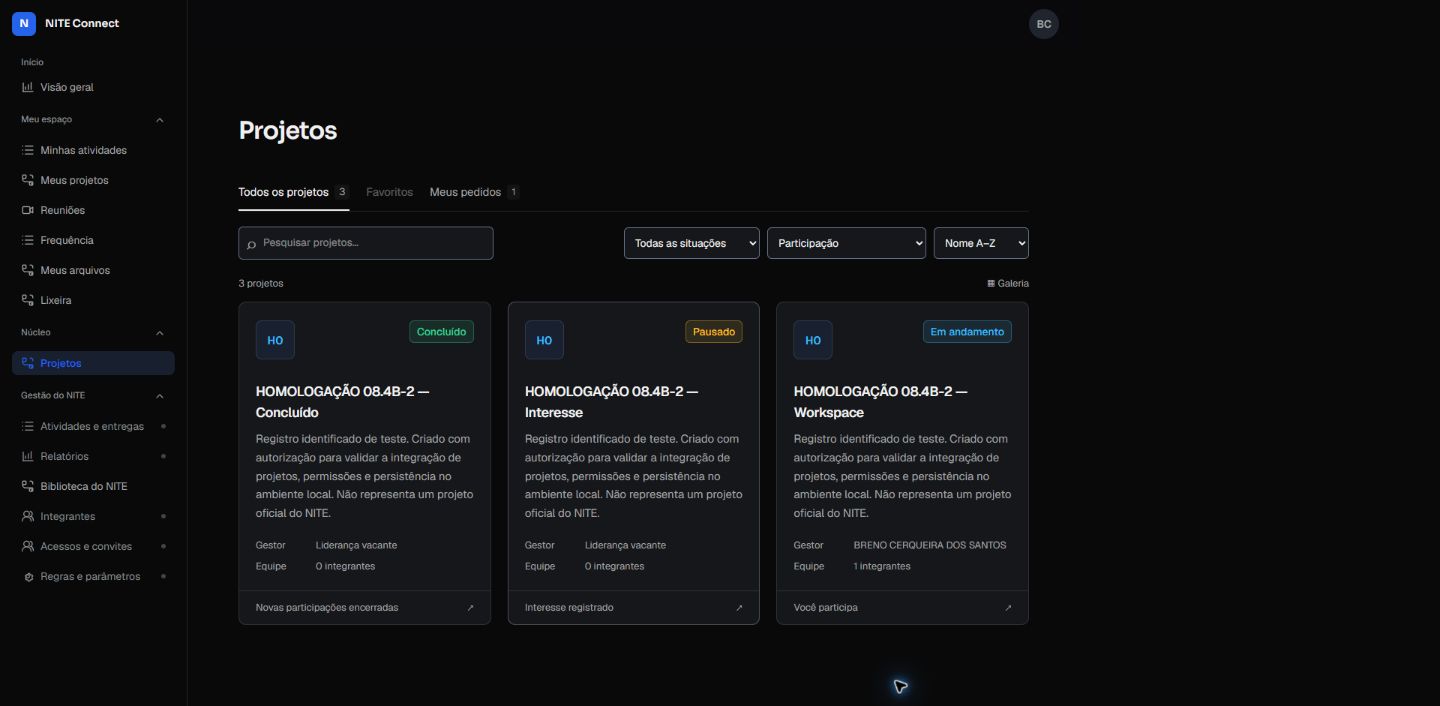 N NITE Connect
BC
Início
Visão geral
Meu espaço
Minhas atividades
Meus projetos
Reuniões
Frequência
Meus arquivos
Lixeira
Núcleo
Projetos
Gestão do NITE
Atividades e entregas
Relatórios
Biblioteca do NITE
Integrantes
Acessos e convites
Regras e parâmetros
Projetos
Todos os projetos 3 Favoritos Meus pedidos 1
Pesquisar projetos... Todas as situações Participação Nome A–Z
3 projetos Galeria
HO Concluído
HOMOLOGAÇÃO 08.4B-2 —
Concluído
Registro identificado de teste. Criado com
autorização para validar a integração de
projetos, permissões e persistência no
ambiente local. Não representa um projeto
oficial do NITE.
Gestor Liderança vacante
Equipe 0 integrantes
Novas participações encerradas ↗
HO Pausado
HOMOLOGAÇÃO 08.4B-2 —
Interesse
Registro identificado de teste. Criado com
autorização para validar a integração de
projetos, permissões e persistência no
ambiente local. Não representa um projeto
oficial do NITE.
Gestor Liderança vacante
Equipe 0 integrantes
Interesse registrado ↗
HO Em andamento
HOMOLOGAÇÃO 08.4B-2 —
Workspace
Registro identificado de teste. Criado com
autorização para validar a integração de
projetos, permissões e persistência no
ambiente local. Não representa um projeto
oficial do NITE.
Gestor BRENO CERQUEIRA DOS SANTOS
Equipe 1 integrantes
Você participa ↗